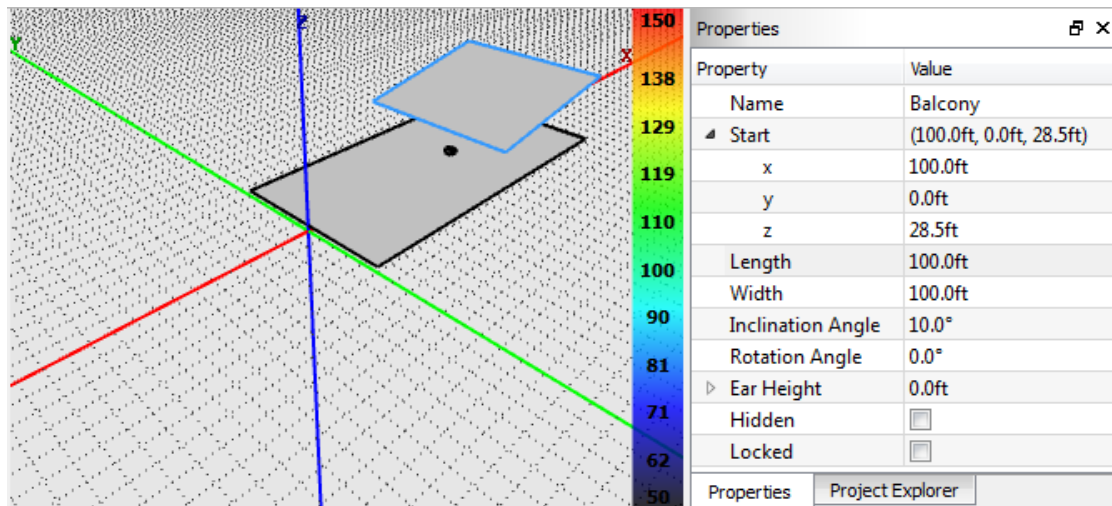 Y
Z
X
150
138
129
119
110
100
90
81
71
62
50
Properties
Property Value
Name Balcony
Start (100.0ft, 0.0ft, 28.5ft)
x 100.0ft
y 0.0ft
z 28.5ft
Length 100.0ft
Width 100.0ft
Inclination Angle 10.0°
Rotation Angle 0.0°
Ear Height 0.0ft
Hidden
Locked
Properties Project Explorer